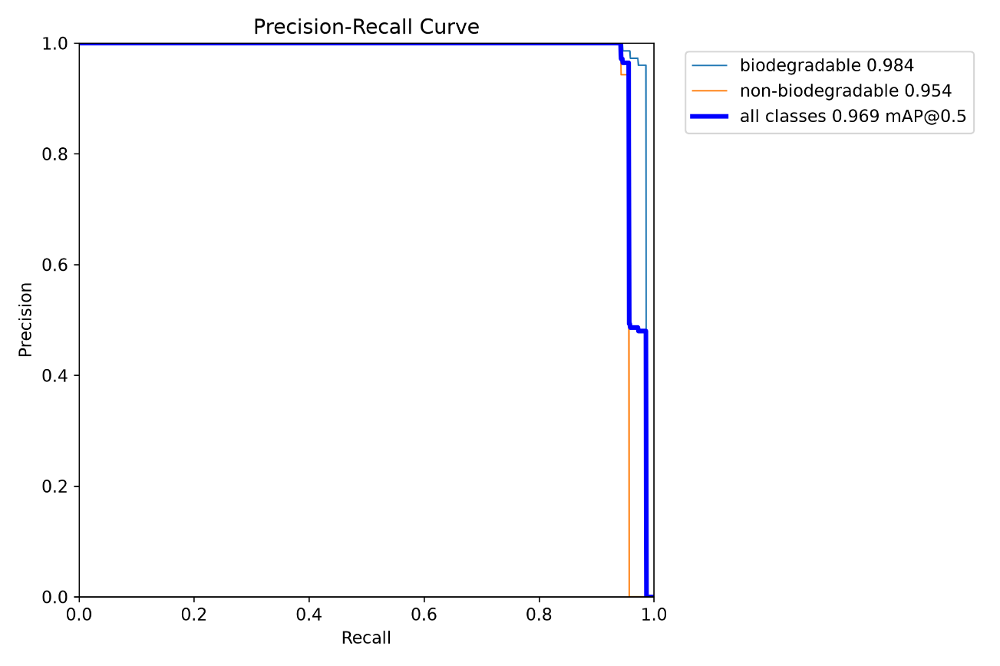 Precision-Recall Curve
1.0
0.8
0.6
0.4
0.2
0.0
Precision
0.0 0.2 0.4 0.6 0.8 1.0
Recall
biodegradable 0.984
non-biodegradable 0.954
all classes 0.969 mAP@0.5